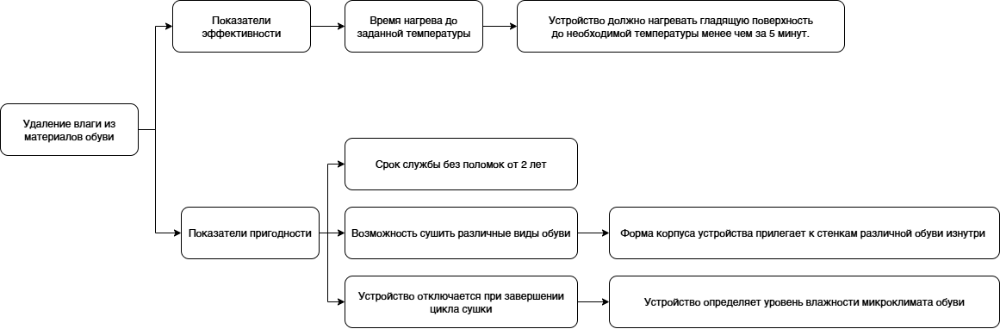 Показатели
эффективности
Время нагрева до
заданной температуры
Устройство должно нагревать гладящую поверхность
до необходимой температуры менее чем за 5 минут.
Удаление влаги из
материалов обуви
Срок службы без поломок от 2 лет
Показатели пригодности
Возможность сушить различные виды обуви
Форма корпуса устройства прилегает к стенкам различной обуви изнутри
Устройство отключается при завершении
цикла сушки
Устройство определяет уровень влажности микроклимата обуви